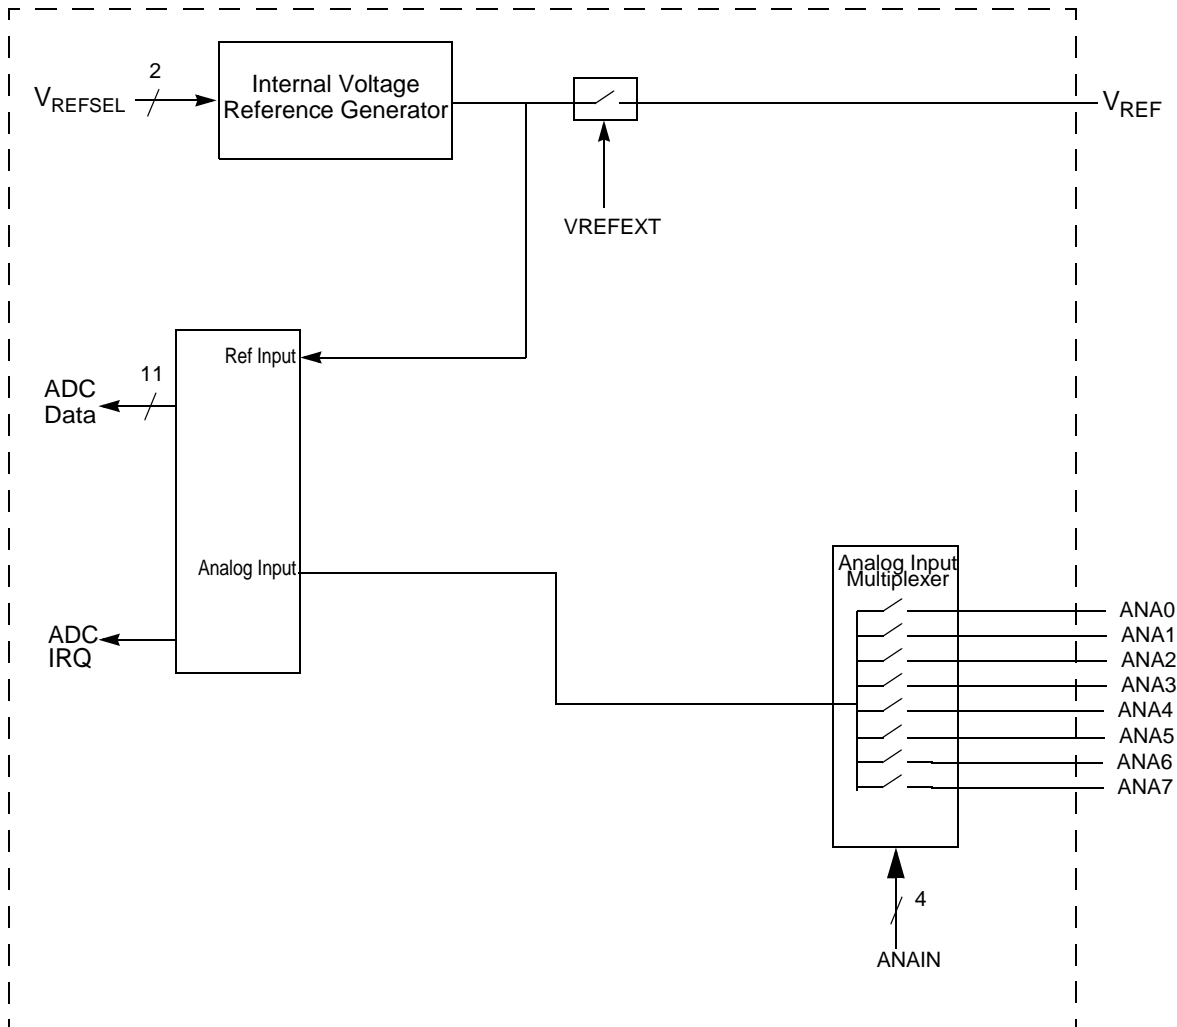 2
VREFSEL
Internal Voltage
Reference Generator
VREF
VREFEXT
Ref Input
11
ADC
Data
Analog Input
ADC
IRQ
Analog Input
Multiplexer
ANA0
ANA1
ANA2
ANA3
ANA4
ANA5
ANA6
ANA7
4
ANAIN